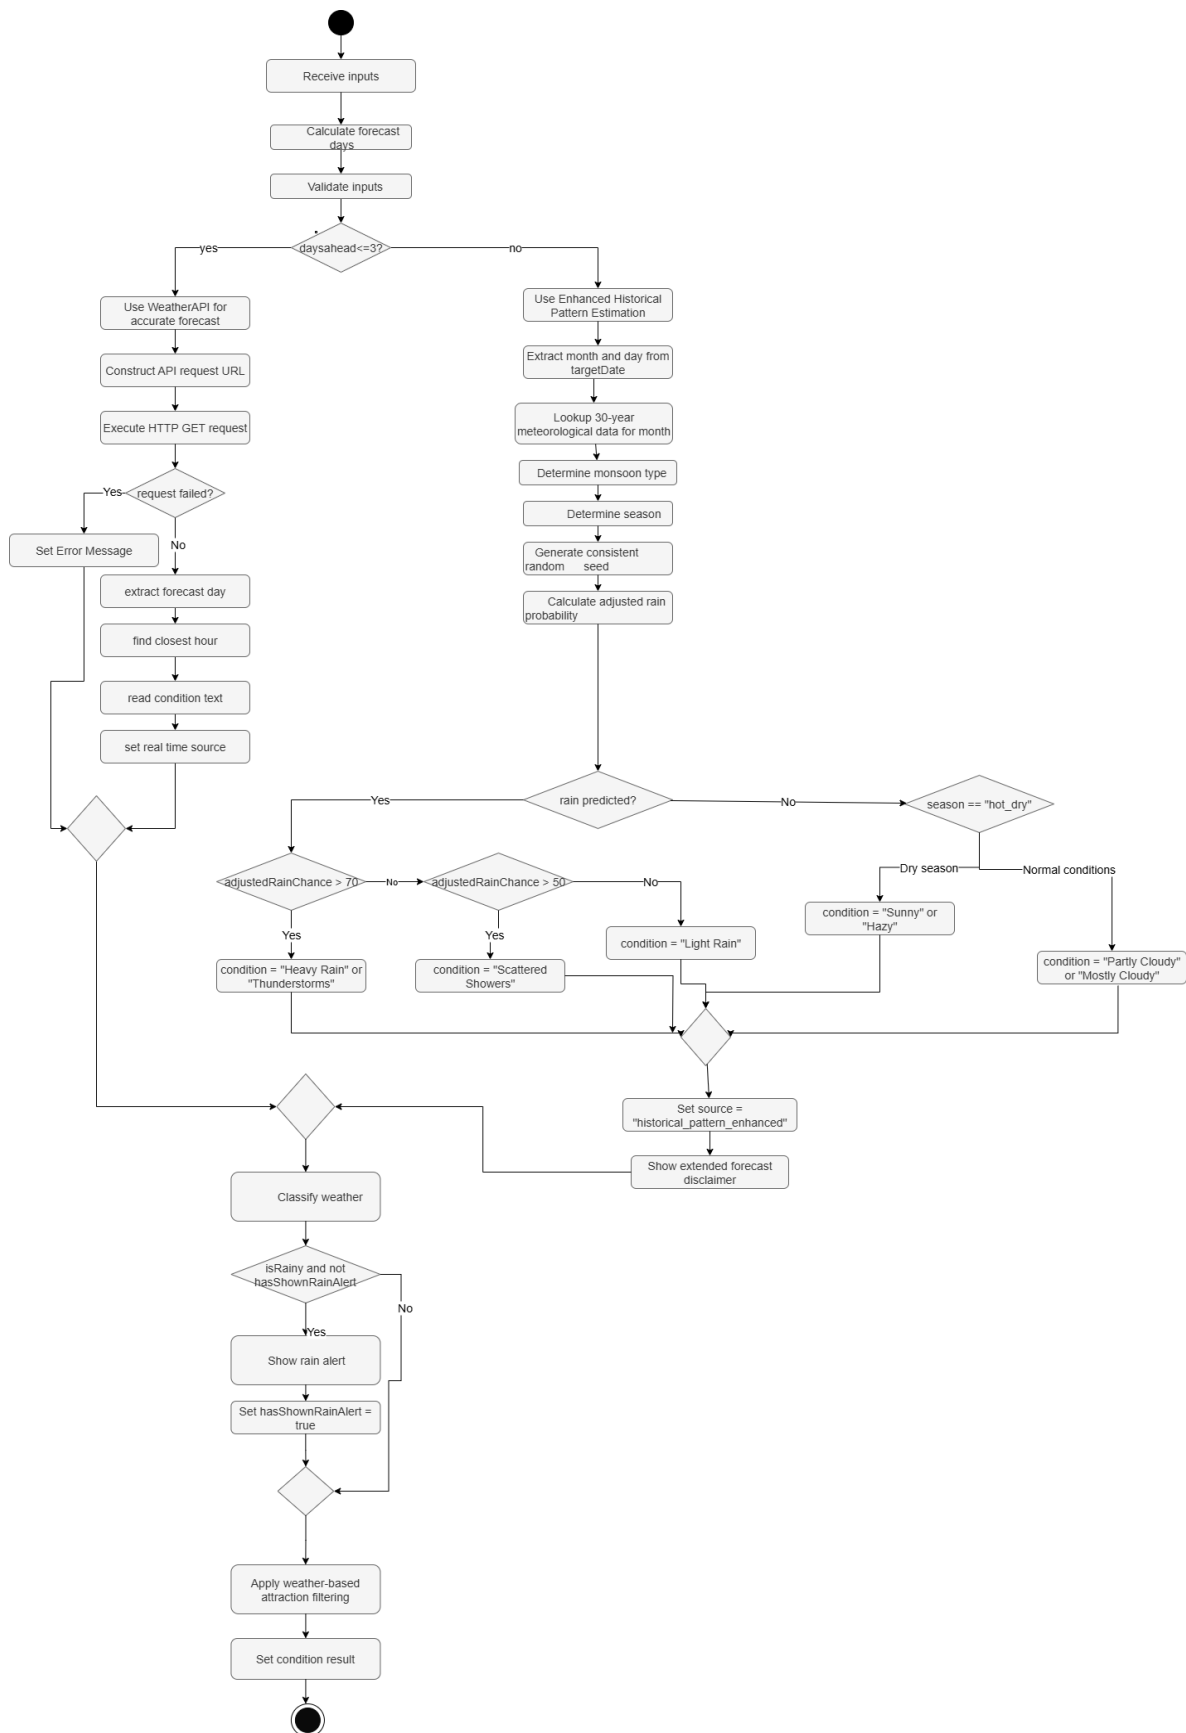 Receive inputs
Calculate forecast
days
Validate inputs
daysahead<=3?
yes
no
Use WeatherAPI for
accurate forecast
Construct API request URL
Execute HTTP GET request
request failed?
Yes
Set Error Message
No
extract forecast day
find closest hour
read condition text
set real time source
Use Enhanced Historical
Pattern Estimation
Extract month and day from
targetDate
Lookup 30-year
meteorological data for month
Determine monsoon type
Determine season
Generate consistent
random seed
Calculate adjusted rain
probability
rain predicted?
Yes
No
season == "hot_dry"
adjustedRainChance > 70
No
adjustedRainChance > 50
No
Dry season
Normal conditions
Yes
Yes
condition = "Heavy Rain" or
"Thunderstorms"
condition = "Scattered
Showers"
condition = "Light Rain"
condition = "Sunny" or
"Hazy"
condition = "Partly Cloudy"
or "Mostly Cloudy"
Set source =
"historical_pattern_enhanced"
Show extended forecast
disclaimer
Classify weather
isRainy and not
hasShownRainAlert
No
Yes
Show rain alert
Set hasShownRainAlert =
true
Apply weather-based
attraction filtering
Set condition result